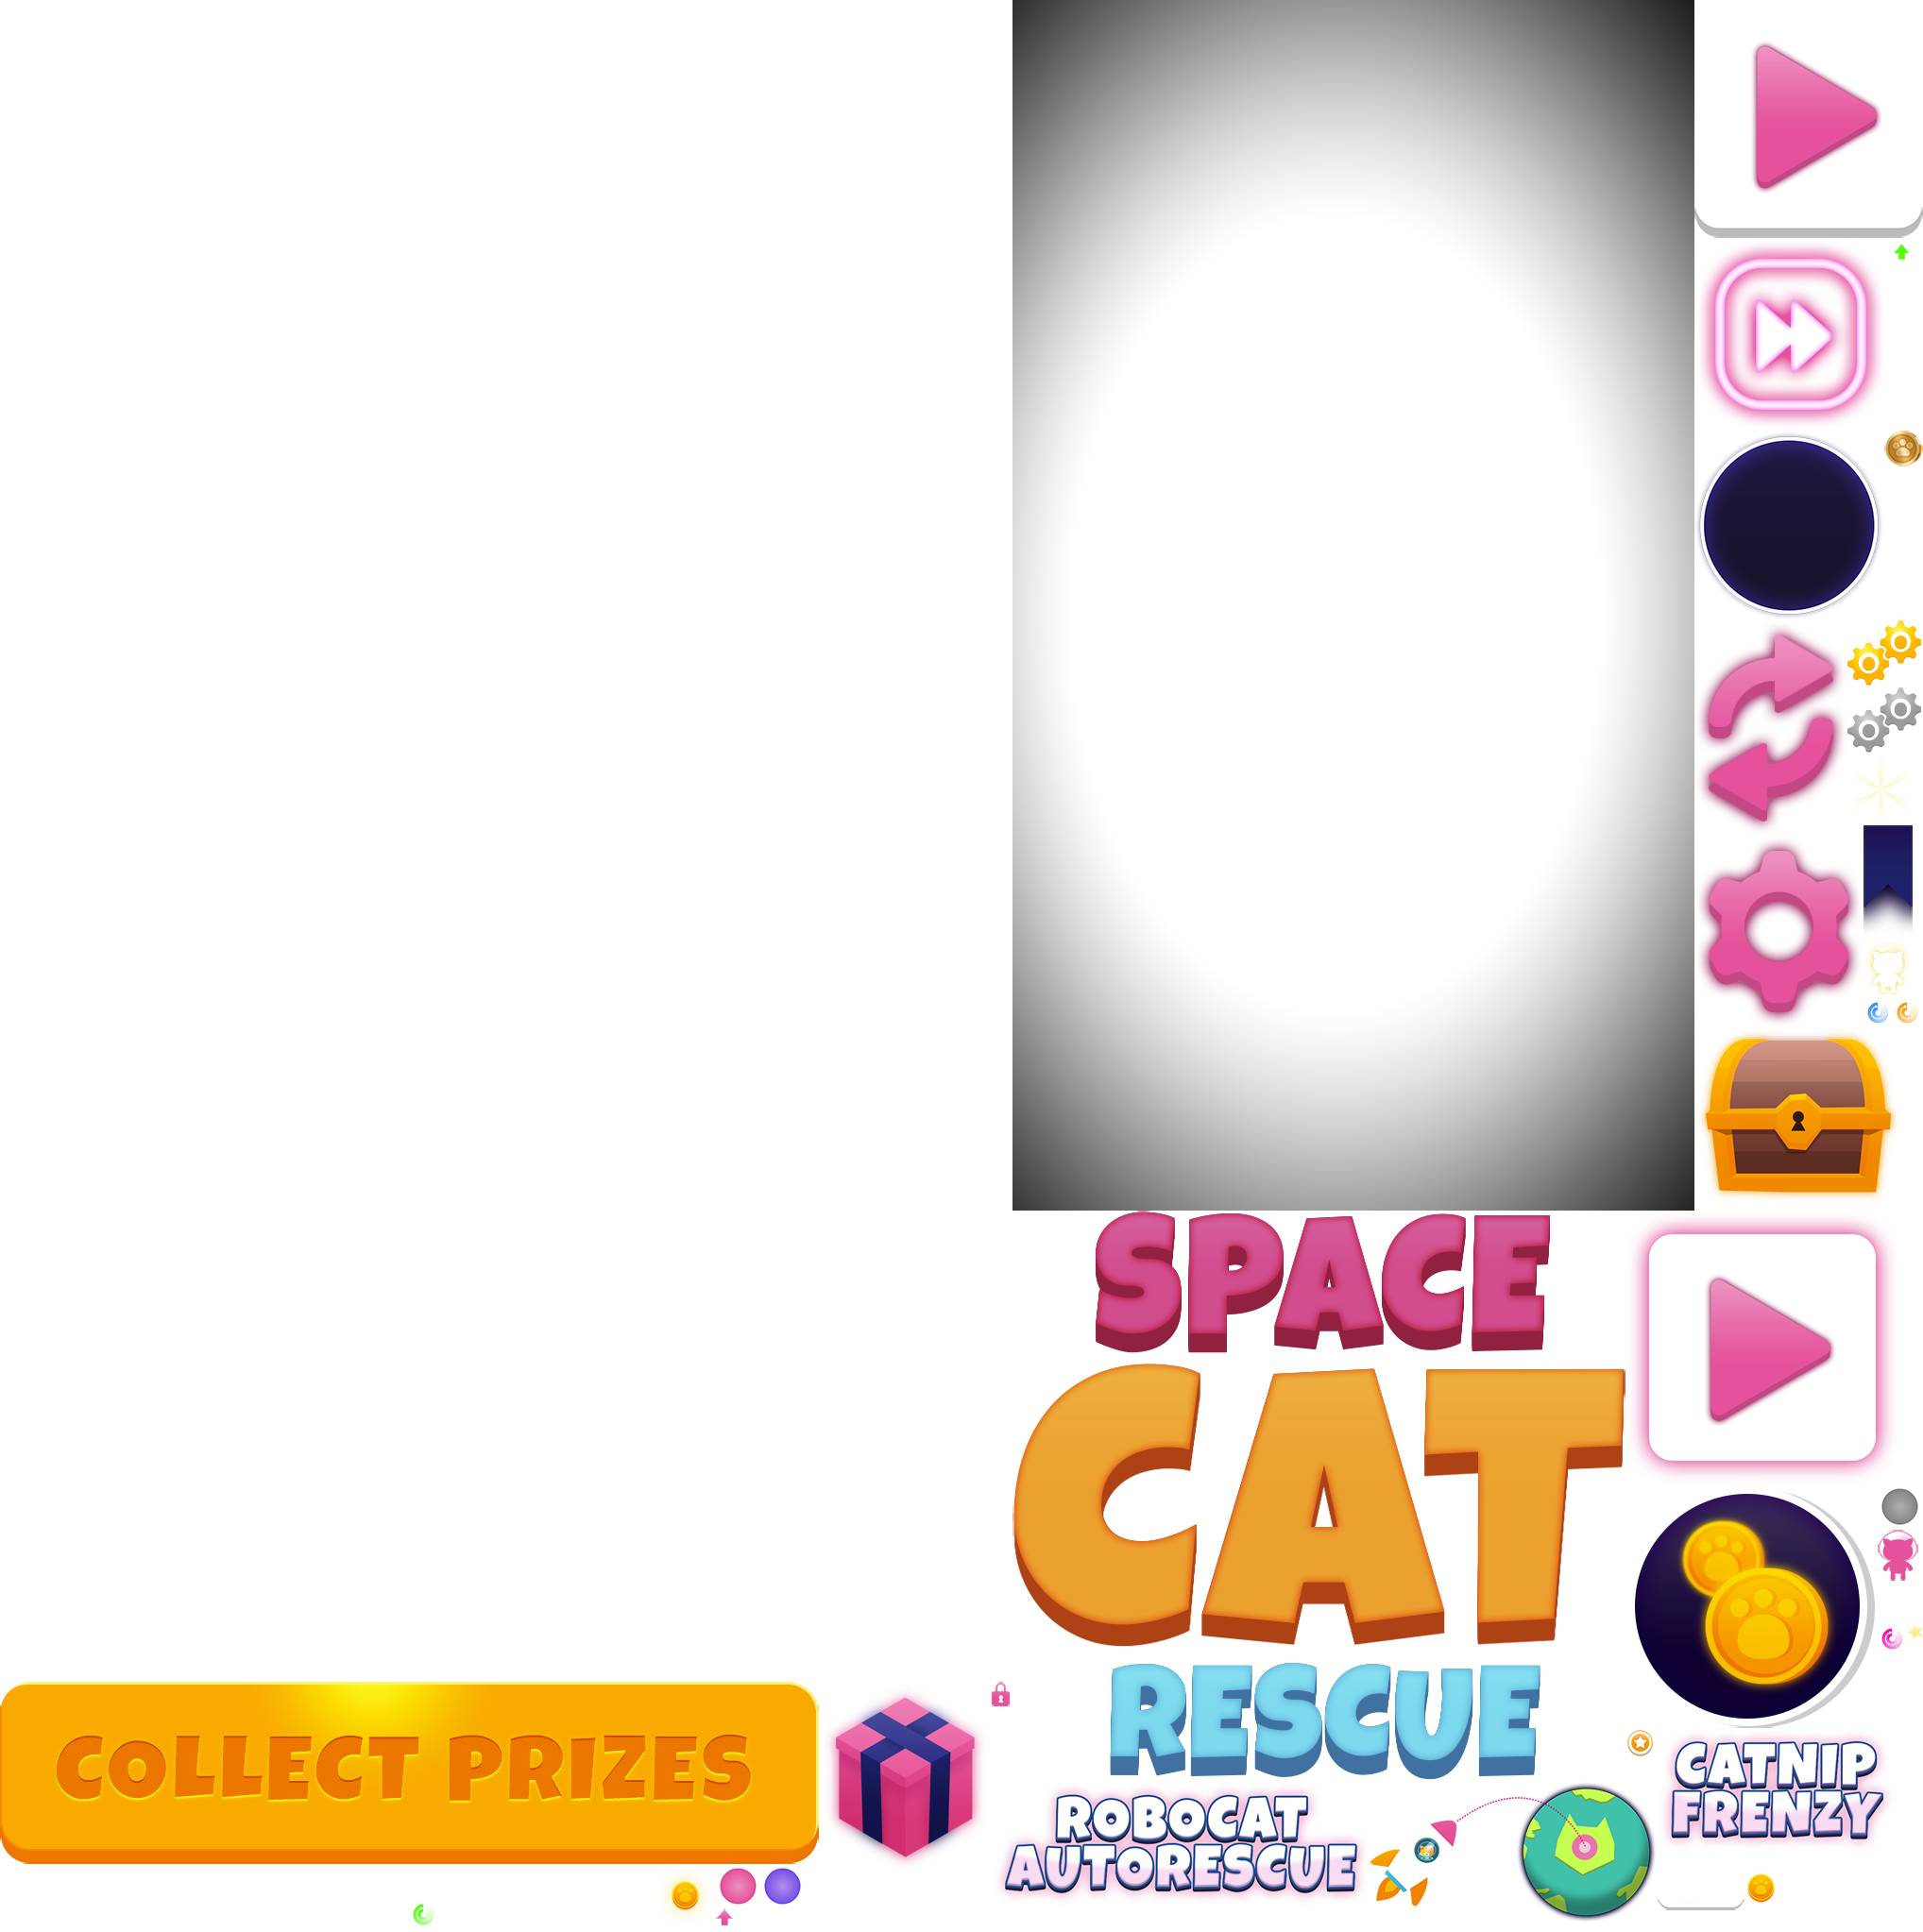 SPACE
CAT
RESCUE
COLLECT PRIZES
CATNIP
FRENZY
ROBOCAT
AUTORESCUE